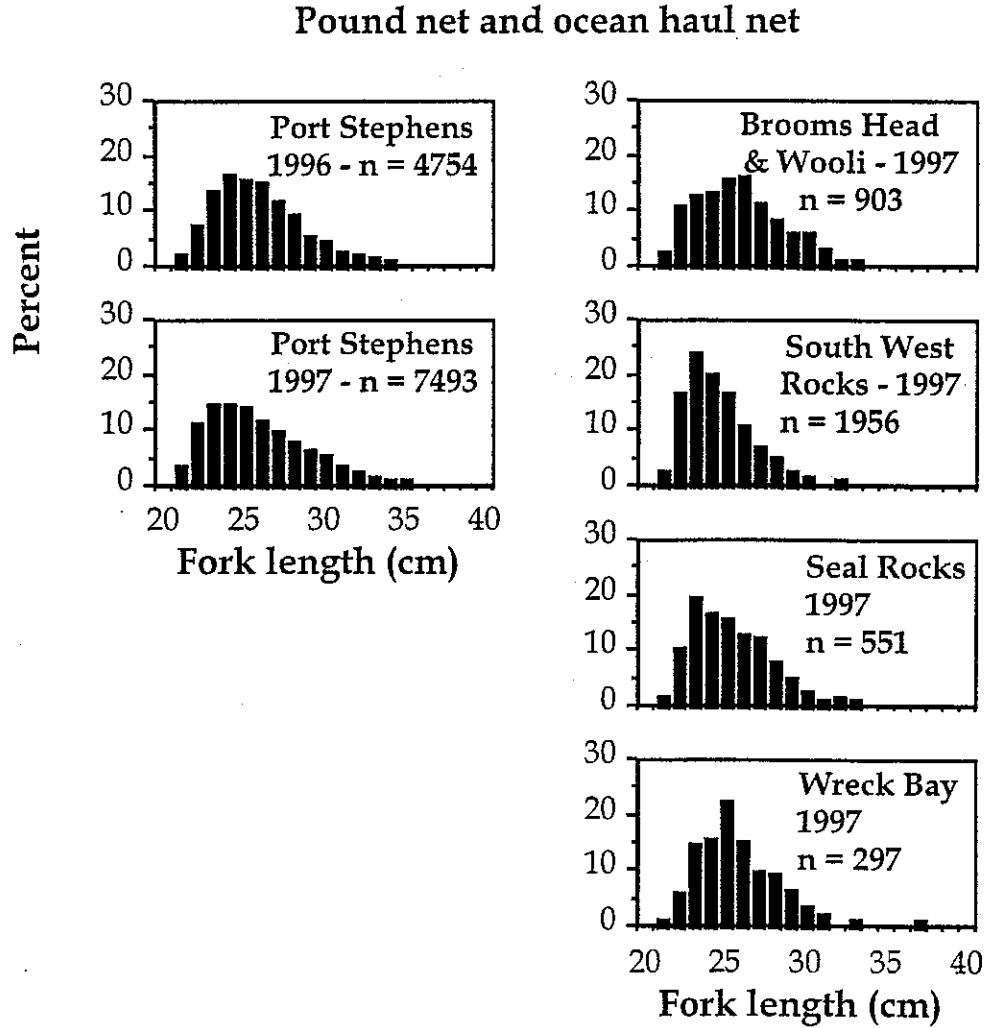 Pound net and ocean haul net
Percent
30
20
10
0
Port Stephens
1996 - n = 4754
30
20
10
0
Port Stephens
1997 - n = 7493
20 25 30 35 40
Fork length (cm)
30
20
10
0
Brooms Head
& Wooli - 1997
n = 903
30
20
10
0
South West
Rocks - 1997
n = 1956
30
20
10
0
Seal Rocks
1997
n = 551
30
20
10
0
Wreck Bay
1997
n = 297
20 25 30 35 40
Fork length (cm)